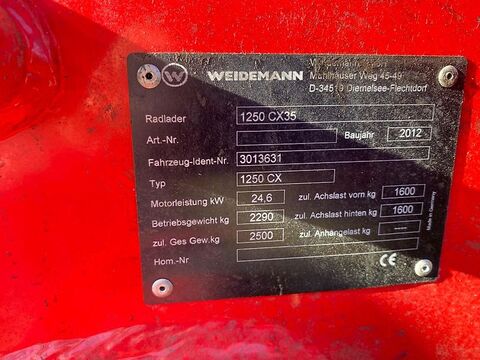 W WEIDEMANN
Mühlhäuser Weg 45-49
D-34519 Diemelsee-Flechtdorf
Radlader 1250 CX35
Art.-Nr. Baujahr 2012
Fahrzeug-Ident-Nr. 3013631
Typ 1250 CX
Motorleistung kW 24,6 zul. Achslast vorn kg 1600
Betriebsgewicht kg 2290 zul. Achslast hinten kg 1600
zul. Ges Gew.kg 2500 zul. Anhängelast kg ----
Hom.-Nr CE
Made in Germany